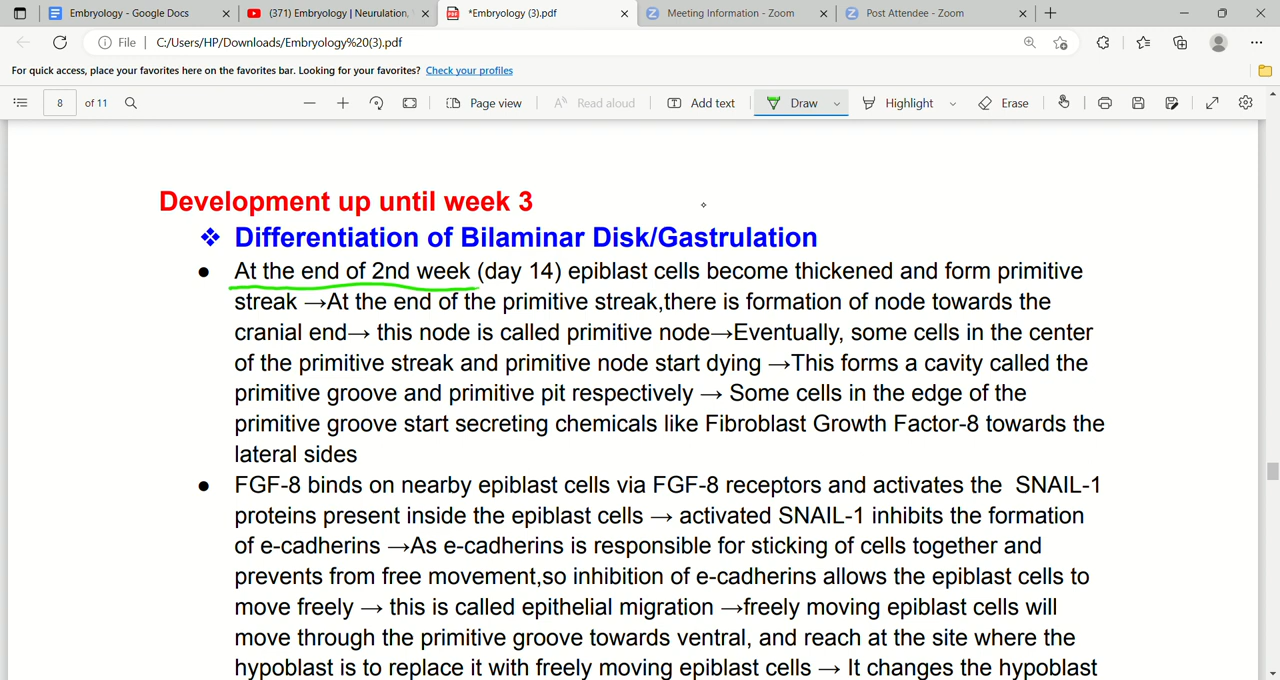 Embryology - Google Docs
(371) Embryology | Neurulation,
*Embryology (3).pdf
Meeting Information - Zoom
Post Attendee - Zoom
File
C:/Users/HP/Downloads/Embryology%20(3).pdf
For quick access, place your favorites here on the favorites bar. Looking for your favorites? Check your profiles
8 of 11
Page view
Read aloud
Add text
Draw
Highlight
Erase
Development up until week 3
❖ Differentiation of Bilaminar Disk/Gastrulation
● At the end of 2nd week (day 14) epiblast cells become thickened and form primitive
streak →At the end of the primitive streak,there is formation of node towards the
cranial end→ this node is called primitive node→Eventually, some cells in the center
of the primitive streak and primitive node start dying →This forms a cavity called the
primitive groove and primitive pit respectively → Some cells in the edge of the
primitive groove start secreting chemicals like Fibroblast Growth Factor-8 towards the
lateral sides
● FGF-8 binds on nearby epiblast cells via FGF-8 receptors and activates the SNAIL-1
proteins present inside the epiblast cells → activated SNAIL-1 inhibits the formation
of e-cadherins →As e-cadherins is responsible for sticking of cells together and
prevents from free movement,so inhibition of e-cadherins allows the epiblast cells to
move freely → this is called epithelial migration →freely moving epiblast cells will
move through the primitive groove towards ventral, and reach at the site where the
hypoblast is to replace it with freely moving epiblast cells → It changes the hypoblast